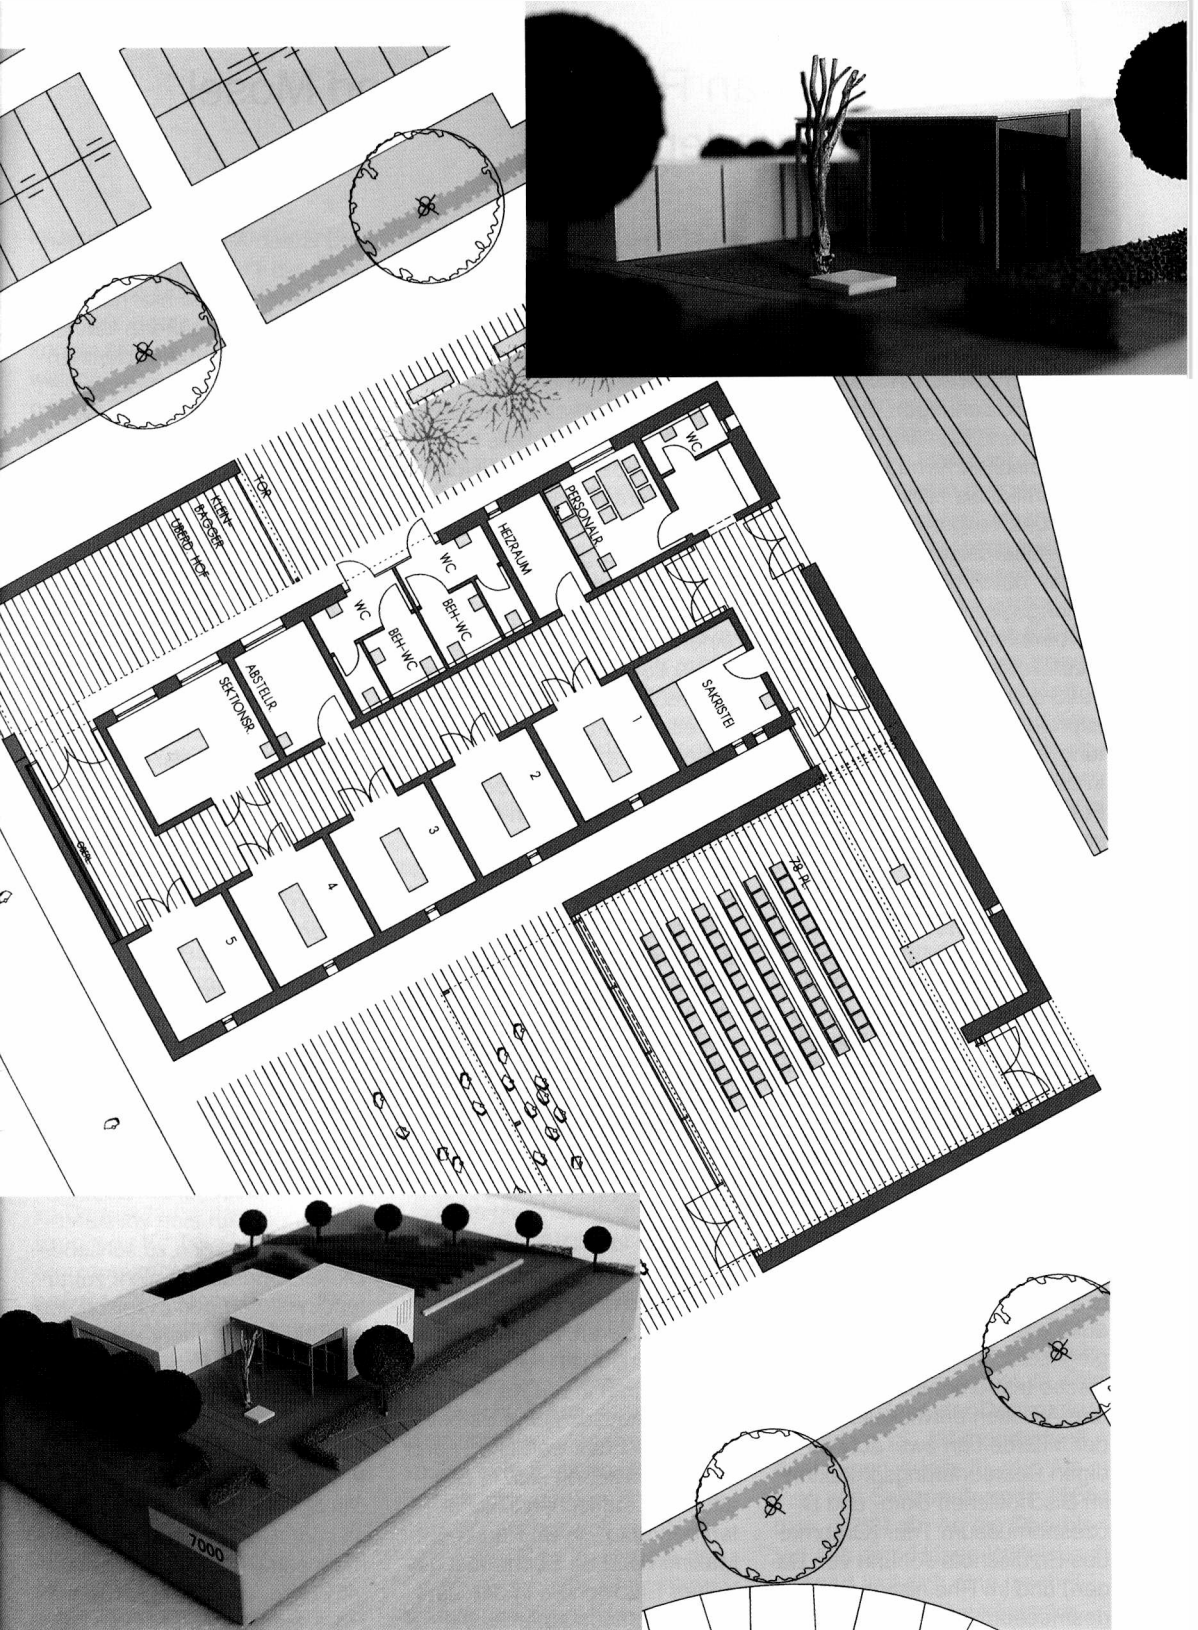 WC
TOR
KLEIN-
BAGGER
ÜBERD. HOF
PERSONALR.
HEIZRAUM
WC
BEH-WC
WC
BEH-WC
ABSTELLR.
SEKTIONSR.
SAKRISTEI
1
2
3
4
5
78 PL.
7000